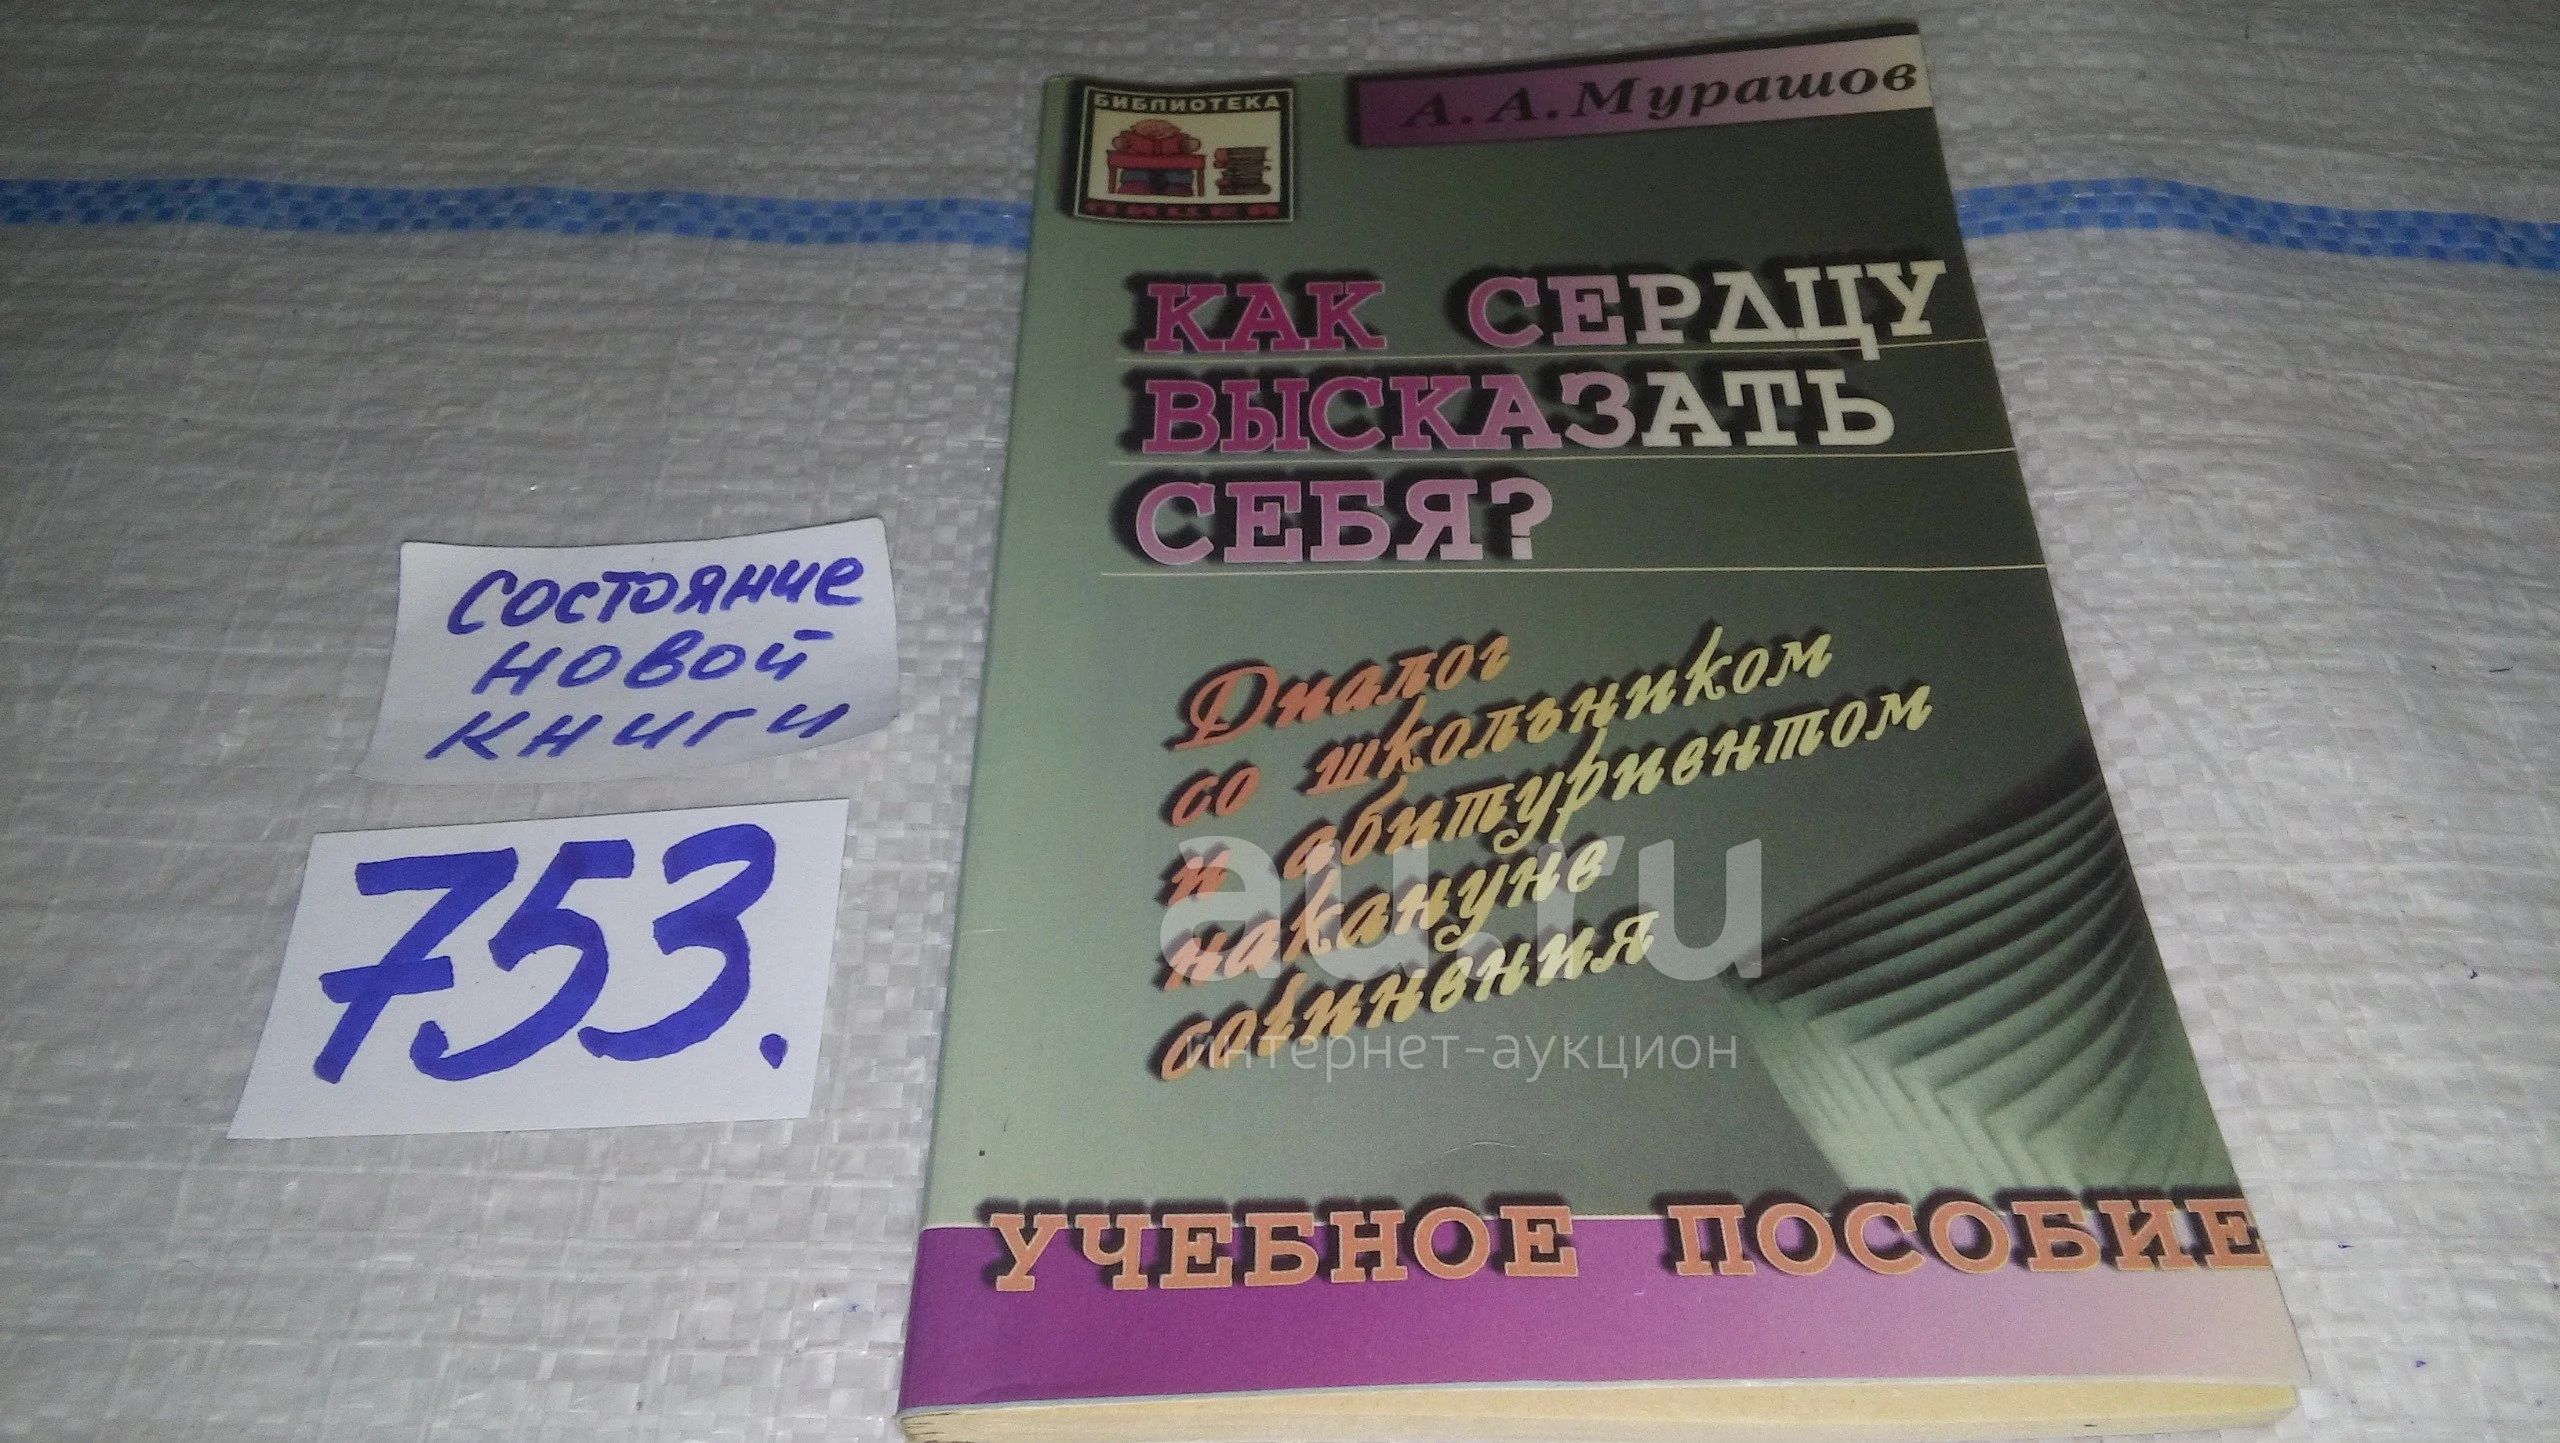 БИБЛИОТЕКА
ЛИЦЕЙ
А. А. Мурашов
КАК СЕРДЦУ
ВЫСКАЗАТЬ
СЕБЯ?
Диалог
со школьником
и абитуриентом
накануне
сочинения
УЧЕБНОЕ ПОСОБИЕ
состояние
новой
книги
753.
au.ru
интернет-аукцион